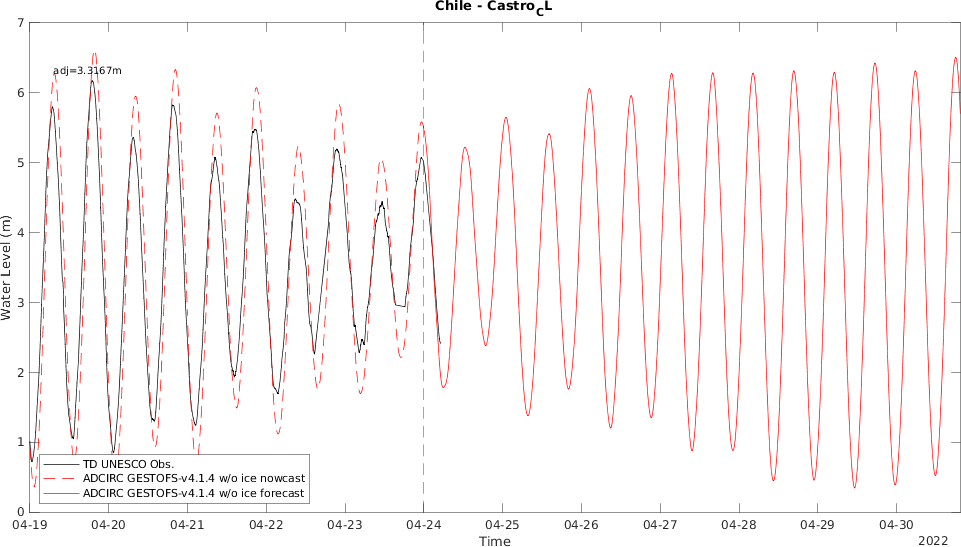 Chile - Castro_CL
7
adj=3.3167m
6
5
4
3
2
1
0
Water Level (m)
TD UNESCO Obs.
ADCIRC GESTOFS-v4.1.4 w/o ice nowcast
ADCIRC GESTOFS-v4.1.4 w/o ice forecast
04-19 04-20 04-21 04-22 04-23 04-24 04-25 04-26 04-27 04-28 04-29 04-30
Time
2022